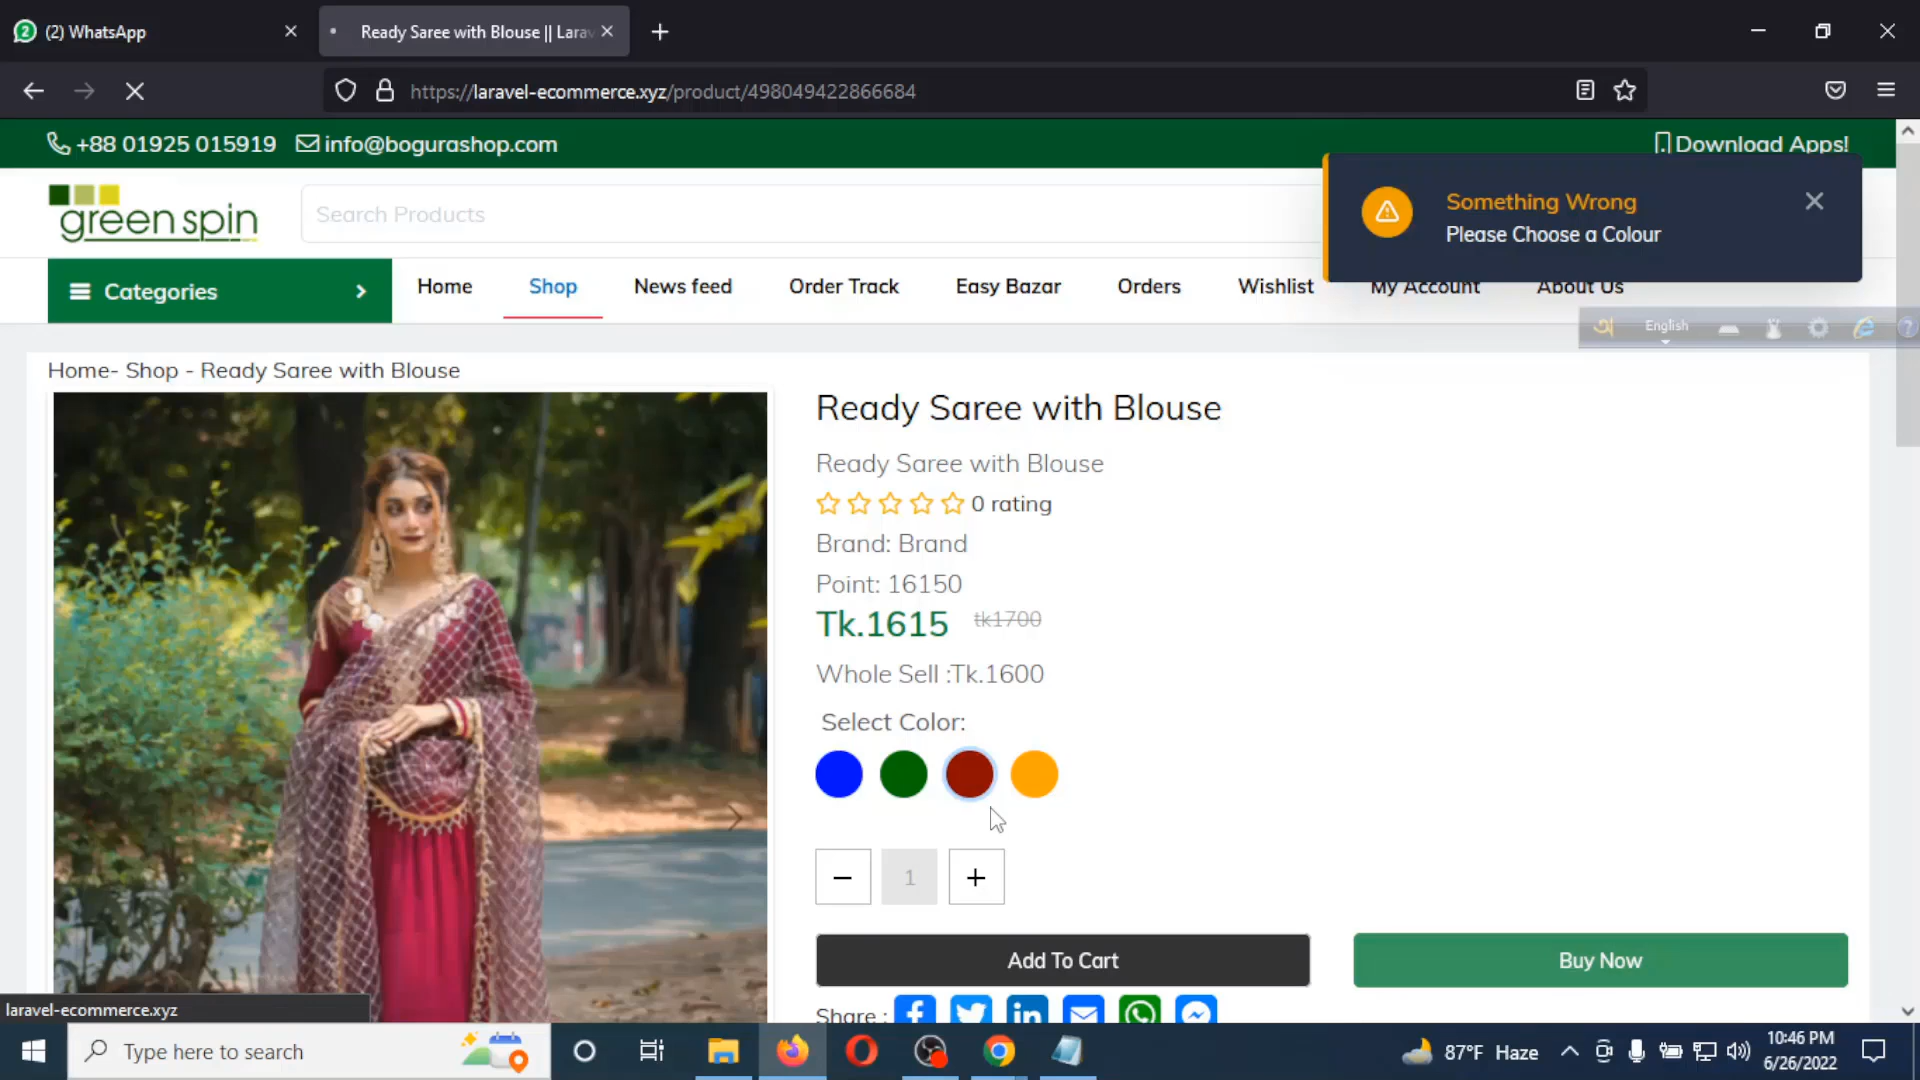 (2) WhatsApp
Ready Saree with Blouse || Lara
https://laravel-ecommerce.xyz/product/498049422866684
+88 01925 015919 info@bogurashop.com
Download Apps!
green spin
Search Products
Something Wrong
Please Choose a Colour
Categories
Home Shop News feed Order Track Easy Bazar Orders Wishlist My Account About Us
অ English
Home- Shop - Ready Saree with Blouse
Ready Saree with Blouse
Ready Saree with Blouse
0 rating
Brand: Brand
Point: 16150
Tk.1615 tk1700
Whole Sell :Tk.1600
Select Color:
− 1 +
Add To Cart
Buy Now
Share :
laravel-ecommerce.xyz
Type here to search
87°F Haze
10:46 PM
6/26/2022